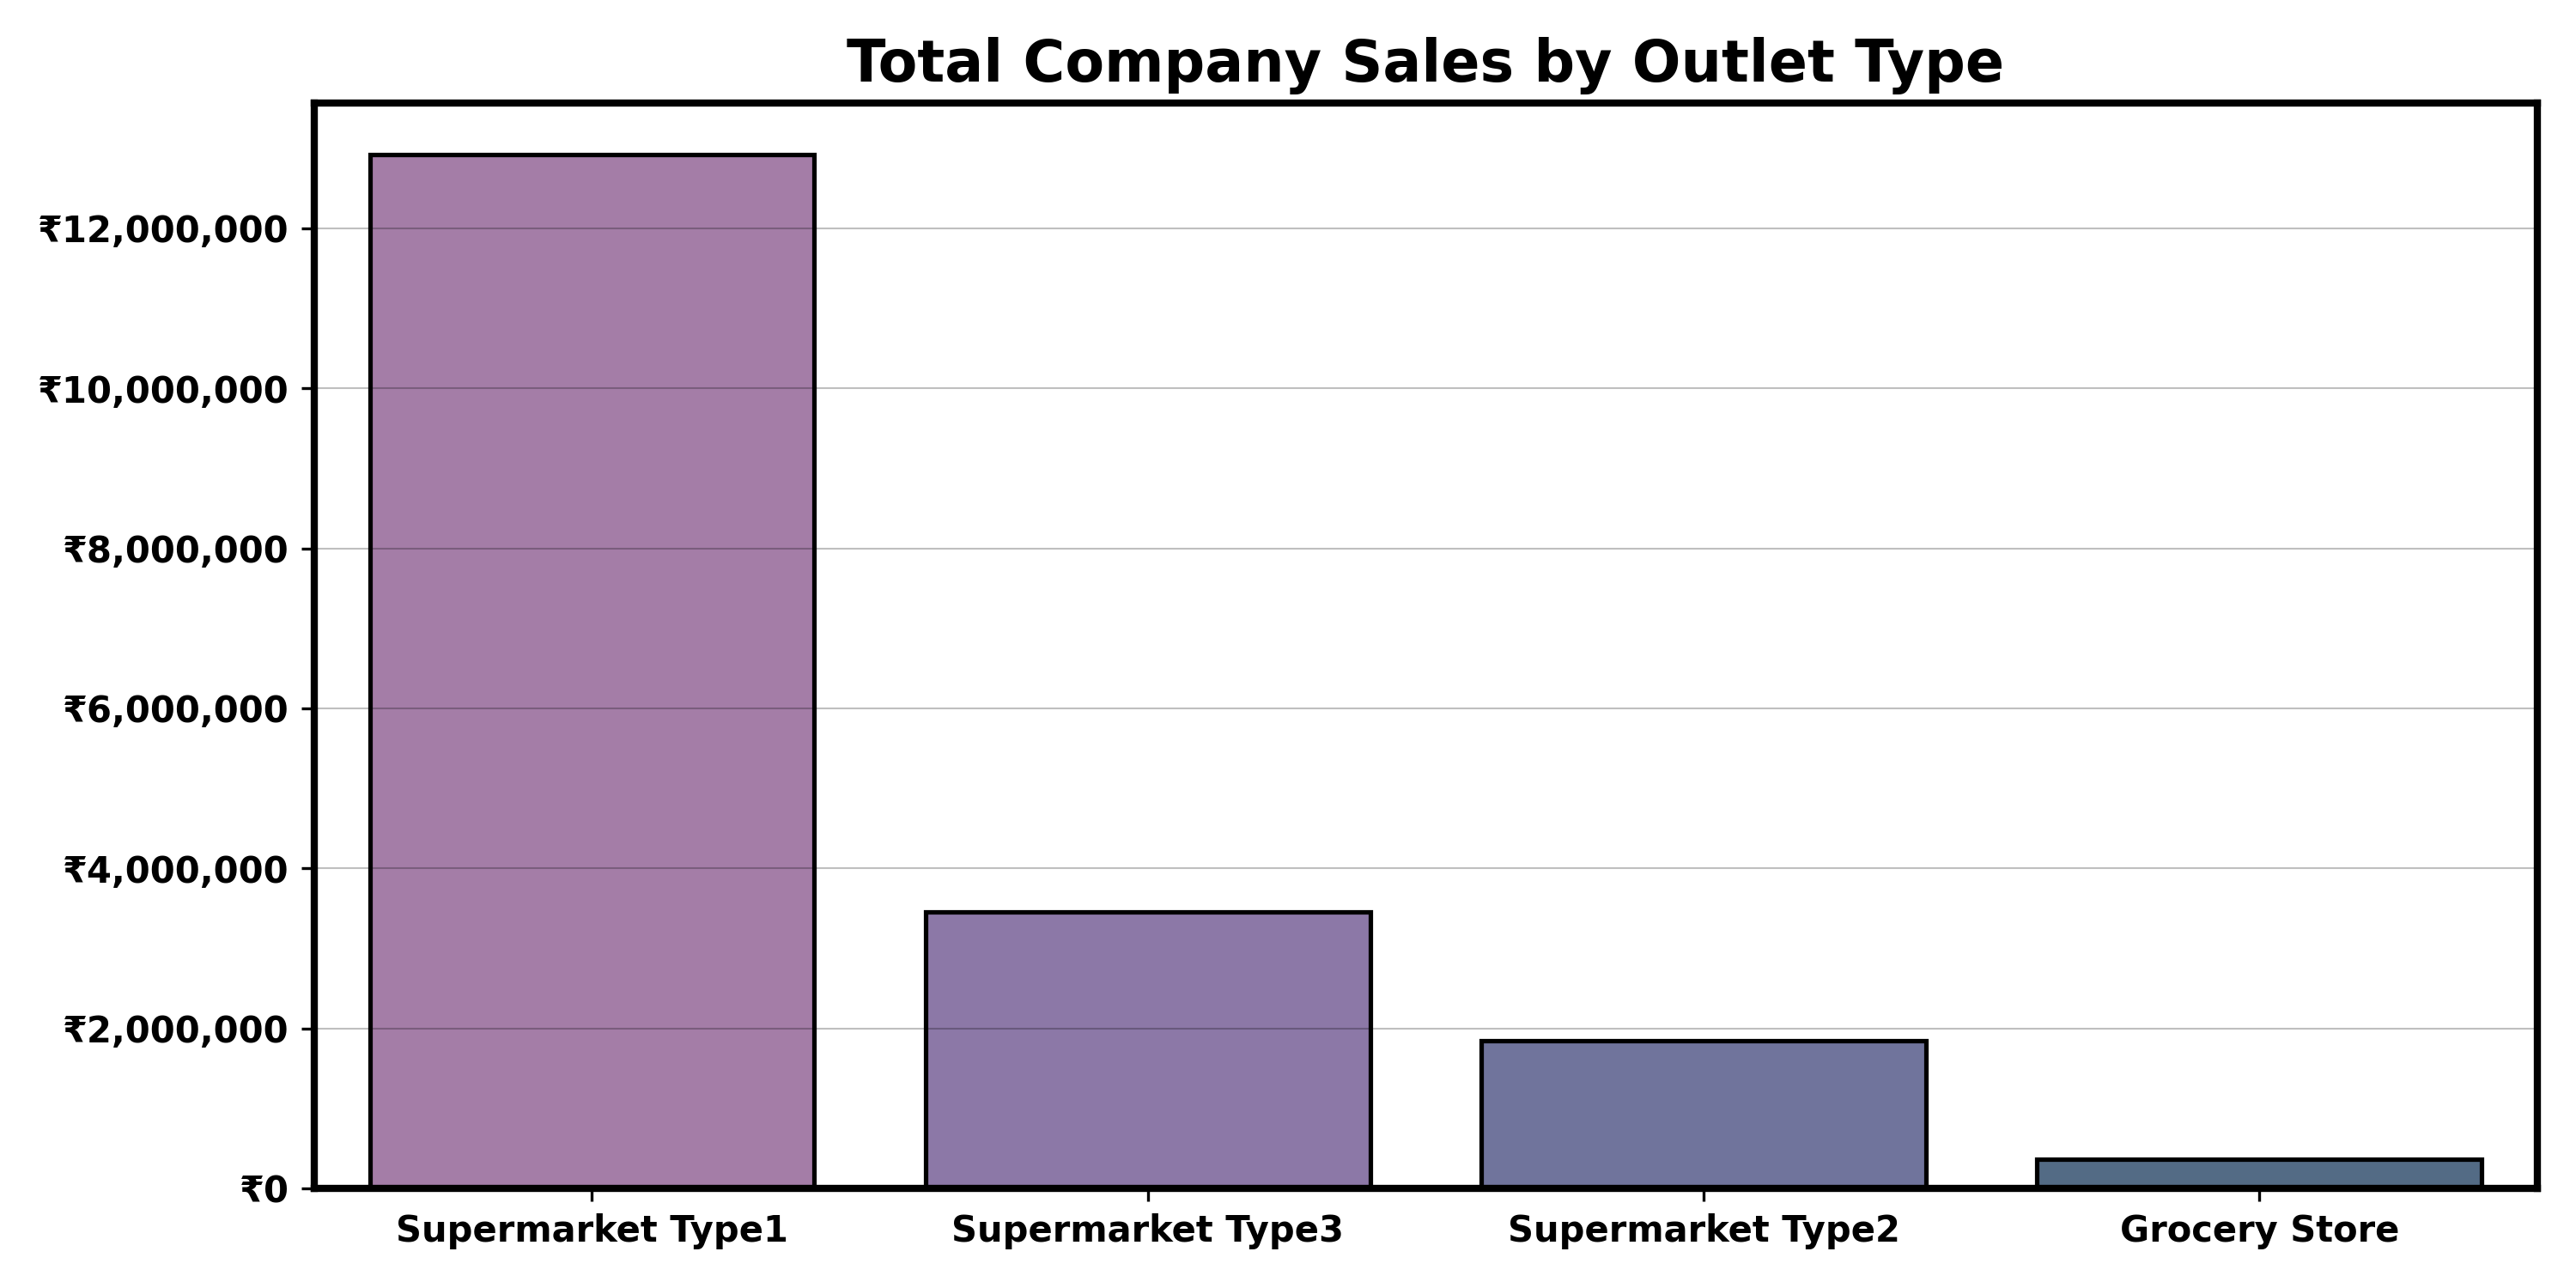 Total Company Sales by Outlet Type
₹12,000,000
₹10,000,000
₹8,000,000
₹6,000,000
₹4,000,000
₹2,000,000
₹0
Supermarket Type1
Supermarket Type3
Supermarket Type2
Grocery Store